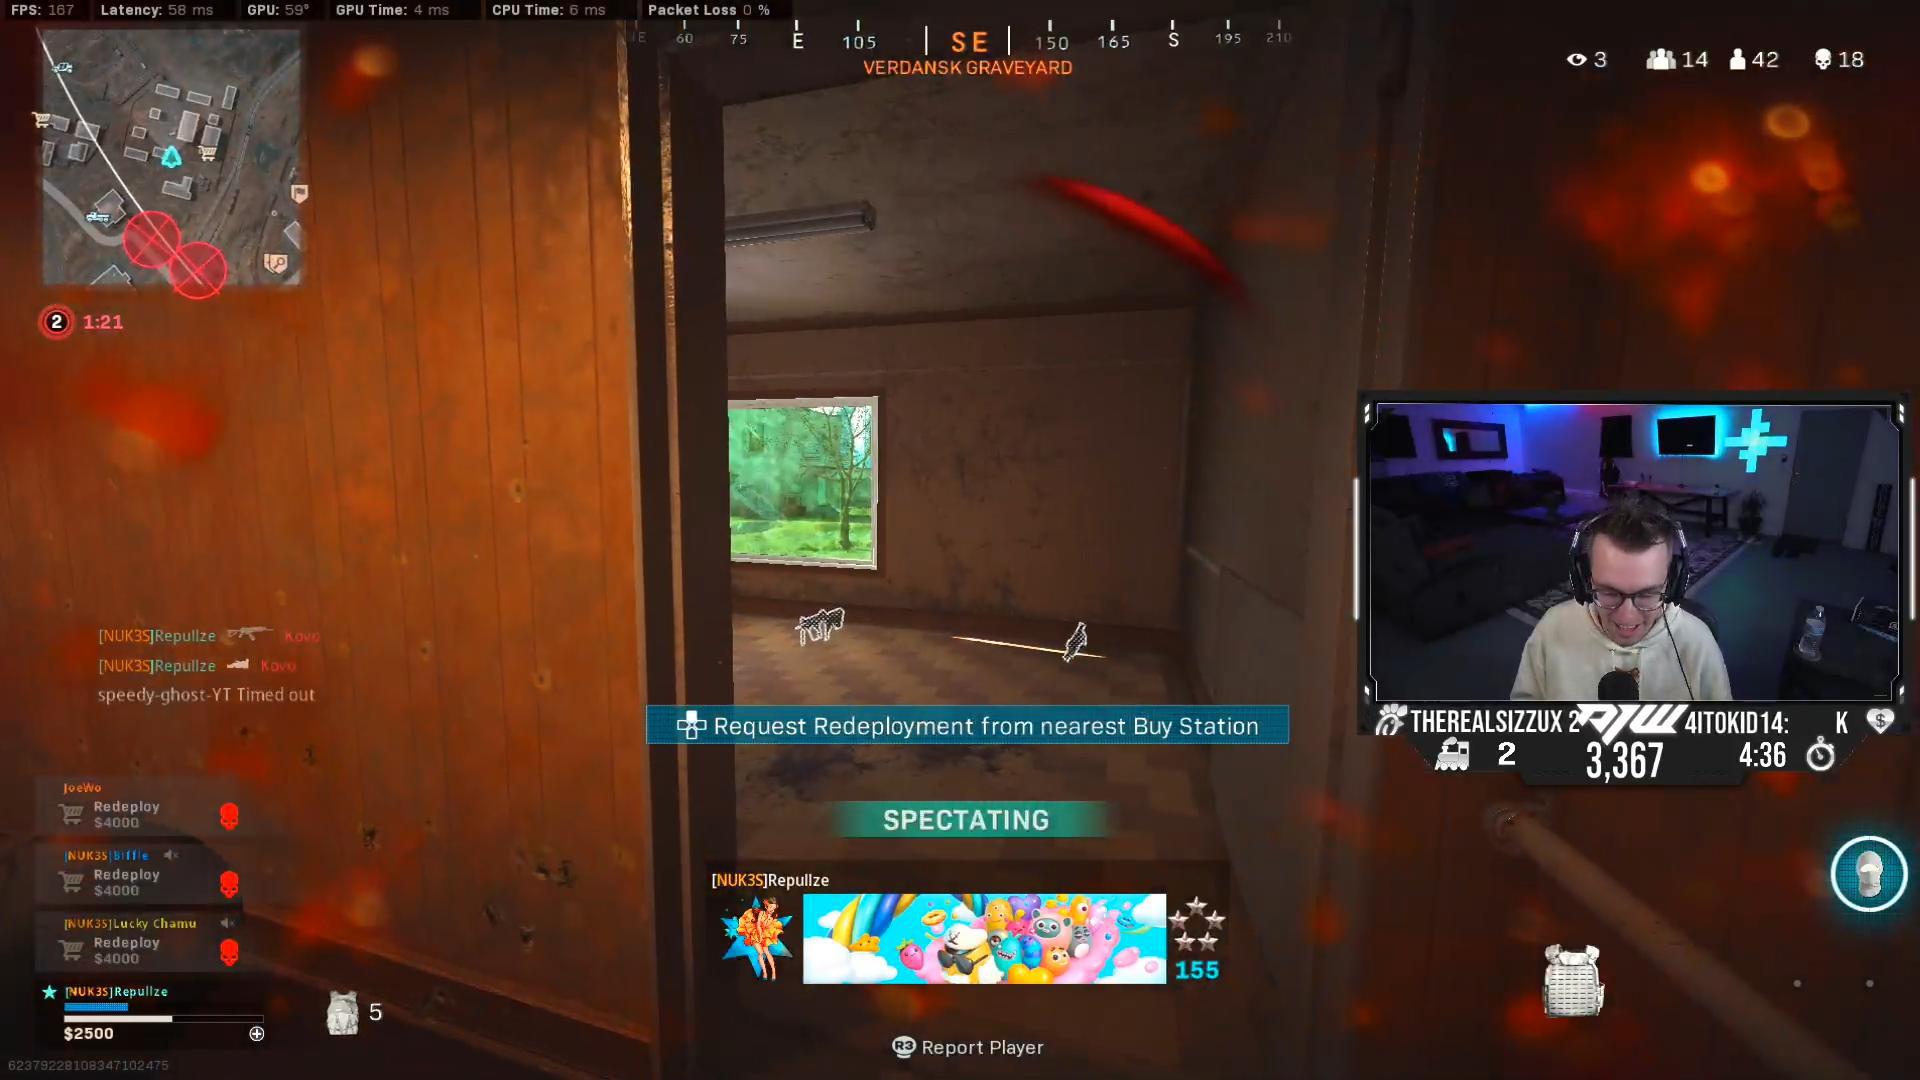 FPS: 167 Latency: 58 ms GPU: 59° GPU Time: 4 ms CPU Time: 6 ms Packet Loss 0 %
E 60 75 E 105 SE 150 165 S 195 210
VERDANSK GRAVEYARD
3 14 42 18
2 1:21
[NUK3S]Repullze Kovo
[NUK3S]Repullze Kovo
speedy-ghost-YT Timed out
Request Redeployment from nearest Buy Station
THEREALSIZZUX 2 AJW 4ITOKID14: K
2 3,367 4:36
JoeWo
Redeploy
$4000
[NUK3S]Biffle
Redeploy
$4000
[NUK3S]Lucky Chamu
Redeploy
$4000
[NUK3S]Repullze
$2500
5
SPECTATING
[NUK3S]Repullze
155
R3 Report Player
62379228108347102475